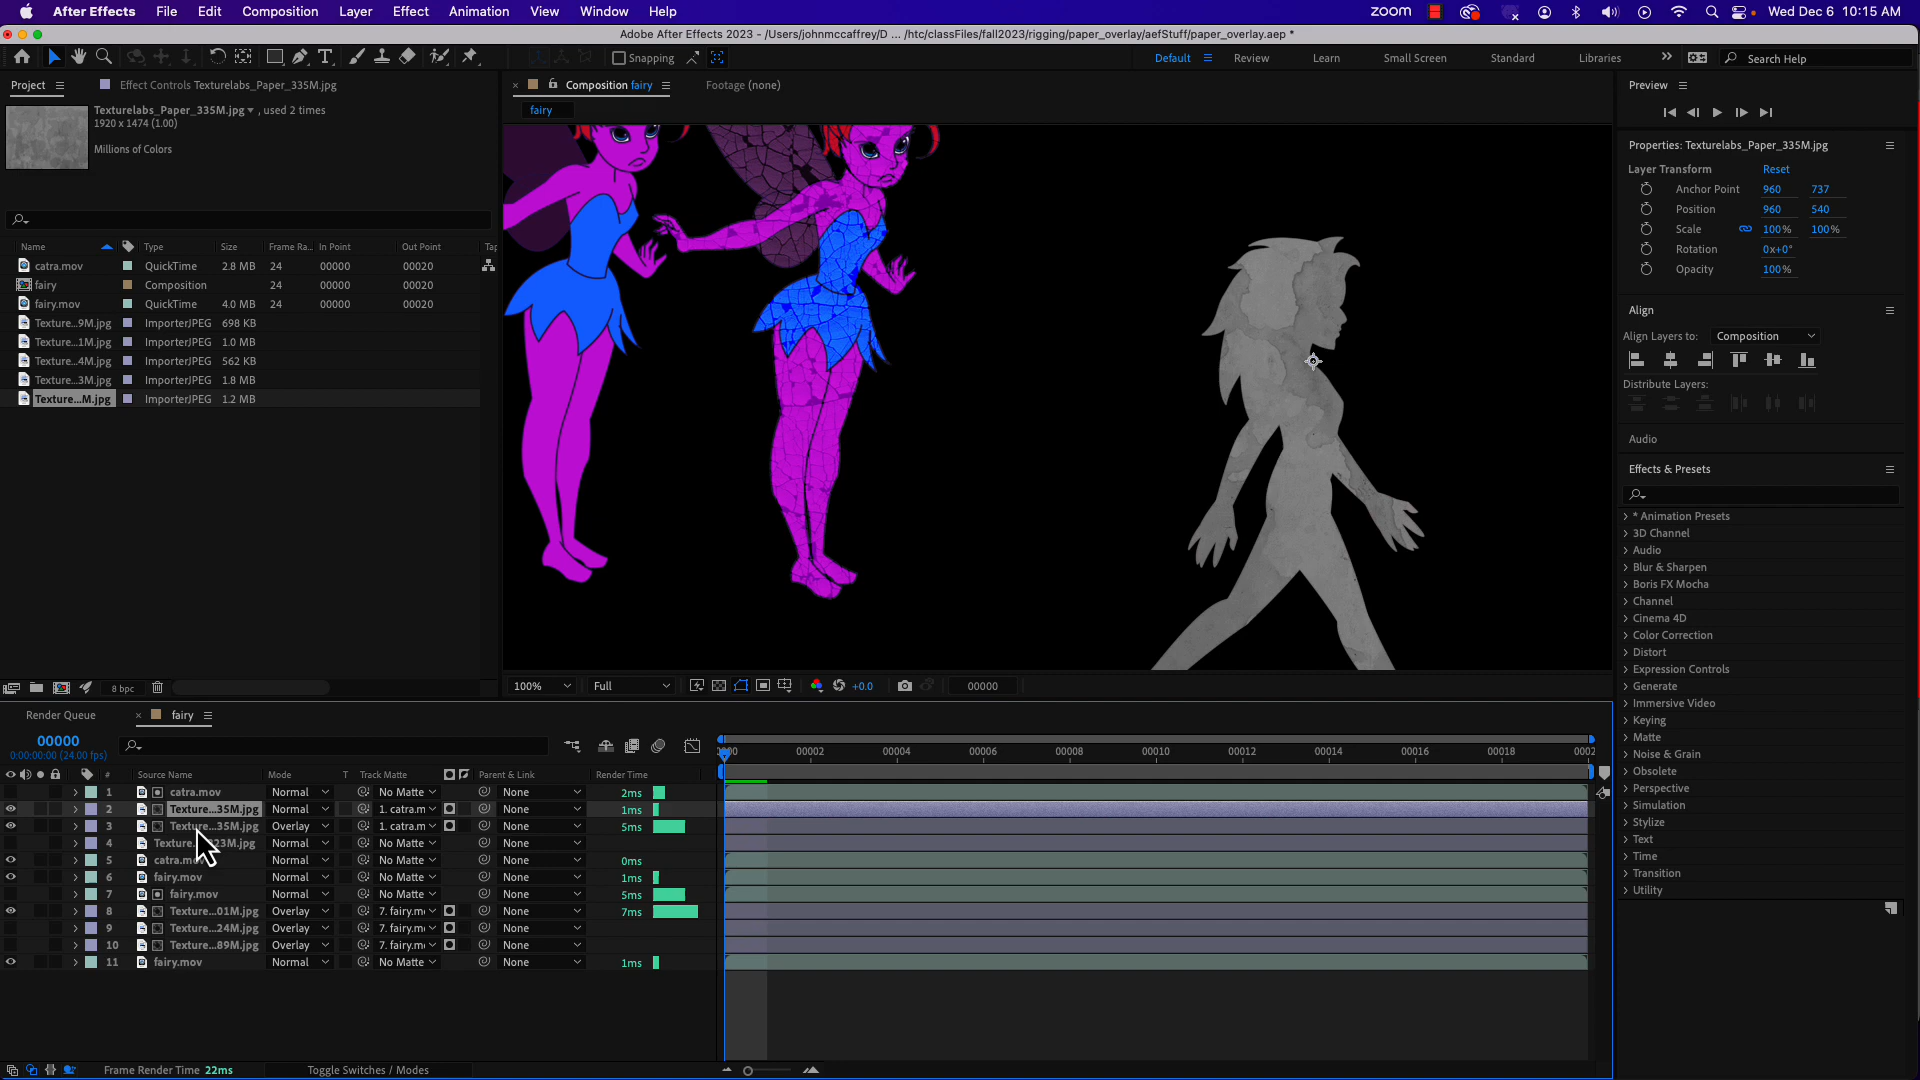 After Effects File Edit Composition Layer Effect Animation View Window Help zoom Wed Dec 6 10:15 AM
Adobe After Effects 2023 - /Users/johnmccaffrey/D ... /htc/classFiles/fall2023/rigging/paper_overlay/aefStuff/paper_overlay.aep *
Snapping Default Review Learn Small Screen Standard Libraries Search Help
Project Effect Controls Texturelabs_Paper_335M.jpg
Texturelabs_Paper_335M.jpg , used 2 times
1920 x 1474 (1.00)
Millions of Colors
Name Type Size Frame Ra... In Point Out Point Tap
catra.mov QuickTime 2.8 MB 24 00000 00020
fairy Composition 24 00000 00020
fairy.mov QuickTime 4.0 MB 24 00000 00020
Texture...9M.jpg ImporterJPEG 698 KB
Texture...1M.jpg ImporterJPEG 1.0 MB
Texture...4M.jpg ImporterJPEG 562 KB
Texture...3M.jpg ImporterJPEG 1.8 MB
Texture...M.jpg ImporterJPEG 1.2 MB
8 bpc
Composition fairy Footage (none)
fairy
100% Full +0.0 00000
Preview
Properties: Texturelabs_Paper_335M.jpg
Layer Transform Reset
Anchor Point 960 737
Position 960 540
Scale 100% 100%
Rotation 0x+0°
Opacity 100%
Align
Align Layers to: Composition
Distribute Layers:
Audio
Effects & Presets
* Animation Presets
3D Channel
Audio
Blur & Sharpen
Boris FX Mocha
Channel
Cinema 4D
Color Correction
Distort
Expression Controls
Generate
Immersive Video
Keying
Matte
Noise & Grain
Obsolete
Perspective
Simulation
Stylize
Text
Time
Transition
Utility
Render Queue fairy
00000
0:00:00:00 (24.00 fps)
00002 00004 00006 00008 00010 00012 00014 00016 00018
# Source Name Mode T Track Matte Parent & Link Render Time
1 catra.mov Normal No Matte None 2ms
2 Texture...35M.jpg Normal 1. catra.m None 1ms
3 Texture...35M.jpg Overlay 1. catra.m None 5ms
4 Normal No Matte None
5 Normal No Matte None 0ms
6 fairy.mov Normal No Matte None 1ms
7 fairy.mov Normal No Matte None 5ms
8 Texture...01M.jpg Overlay 7. fairy.m None 7ms
9 Texture...24M.jpg Overlay 7. fairy.m None
10 Texture...89M.jpg Overlay 7. fairy.m None
11 fairy.mov Normal No Matte None 1ms
Frame Render Time 22ms Toggle Switches / Modes